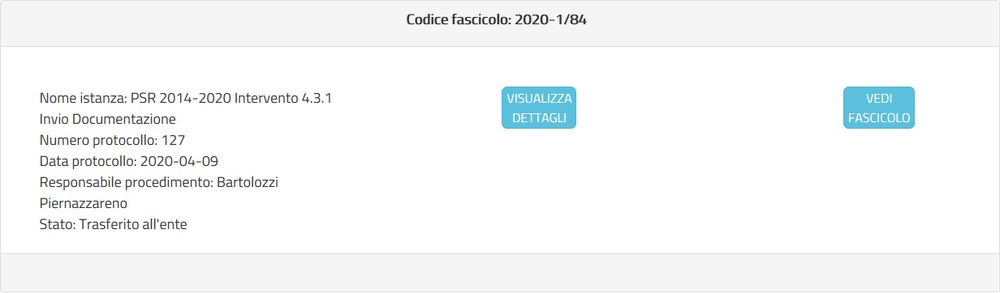 Codice fascicolo: 2020-1/84
Nome istanza: PSR 2014-2020 Intervento 4.3.1
Invio Documentazione
Numero protocollo: 127
Data protocollo: 2020-04-09
Responsabile procedimento: Bartolozzi
Piernazzareno
Stato: Trasferito all'ente
VISUALIZZA
DETTAGLI
VEDI
FASCICOLO